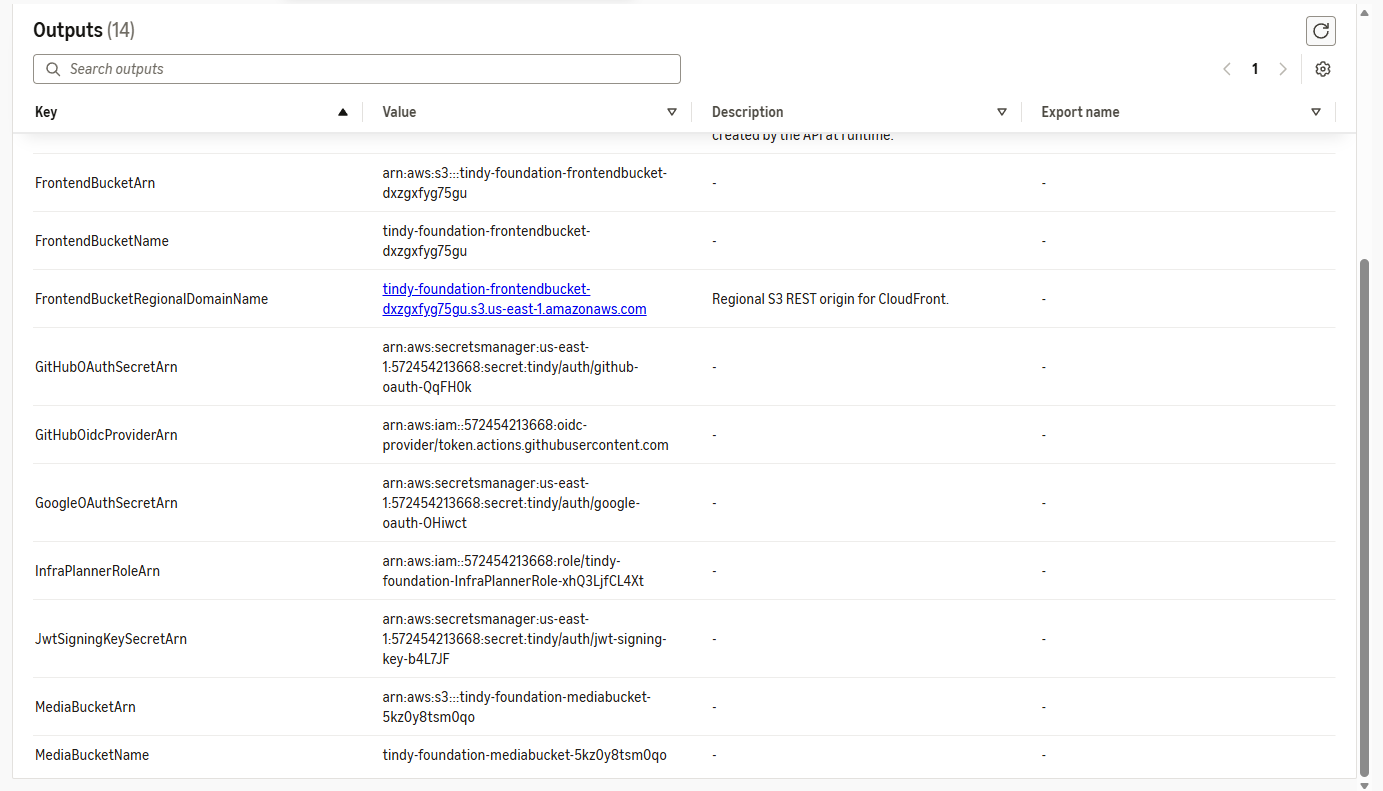 Outputs (14)
Search outputs
1
Key Value Description Export name
created by the API at runtime.
FrontendBucketArn
arn:aws:s3:::tindy-foundation-frontendbucket-
dxzgxfyg75gu
-
-
FrontendBucketName
tindy-foundation-frontendbucket-
dxzgxfyg75gu
-
-
FrontendBucketRegionalDomainName
tindy-foundation-frontendbucket-
dxzgxfyg75gu.s3.us-east-1.amazonaws.com
Regional S3 REST origin for CloudFront.
-
GitHubOAuthSecretArn
arn:aws:secretsmanager:us-east-
1:572454213668:secret:tindy/auth/github-
oauth-QqFH0k
-
-
GitHubOidcProviderArn
arn:aws:iam::572454213668:oidc-
provider/token.actions.githubusercontent.com
-
-
GoogleOAuthSecretArn
arn:aws:secretsmanager:us-east-
1:572454213668:secret:tindy/auth/google-
oauth-OHiwct
-
-
InfraPlannerRoleArn
arn:aws:iam::572454213668:role/tindy-
foundation-InfraPlannerRole-xhQ3LjfCL4Xt
-
-
JwtSigningKeySecretArn
arn:aws:secretsmanager:us-east-
1:572454213668:secret:tindy/auth/jwt-signing-
key-b4L7JF
-
-
MediaBucketArn
arn:aws:s3:::tindy-foundation-mediabucket-
5kz0y8tsm0qo
-
-
MediaBucketName
tindy-foundation-mediabucket-5kz0y8tsm0qo
-
-